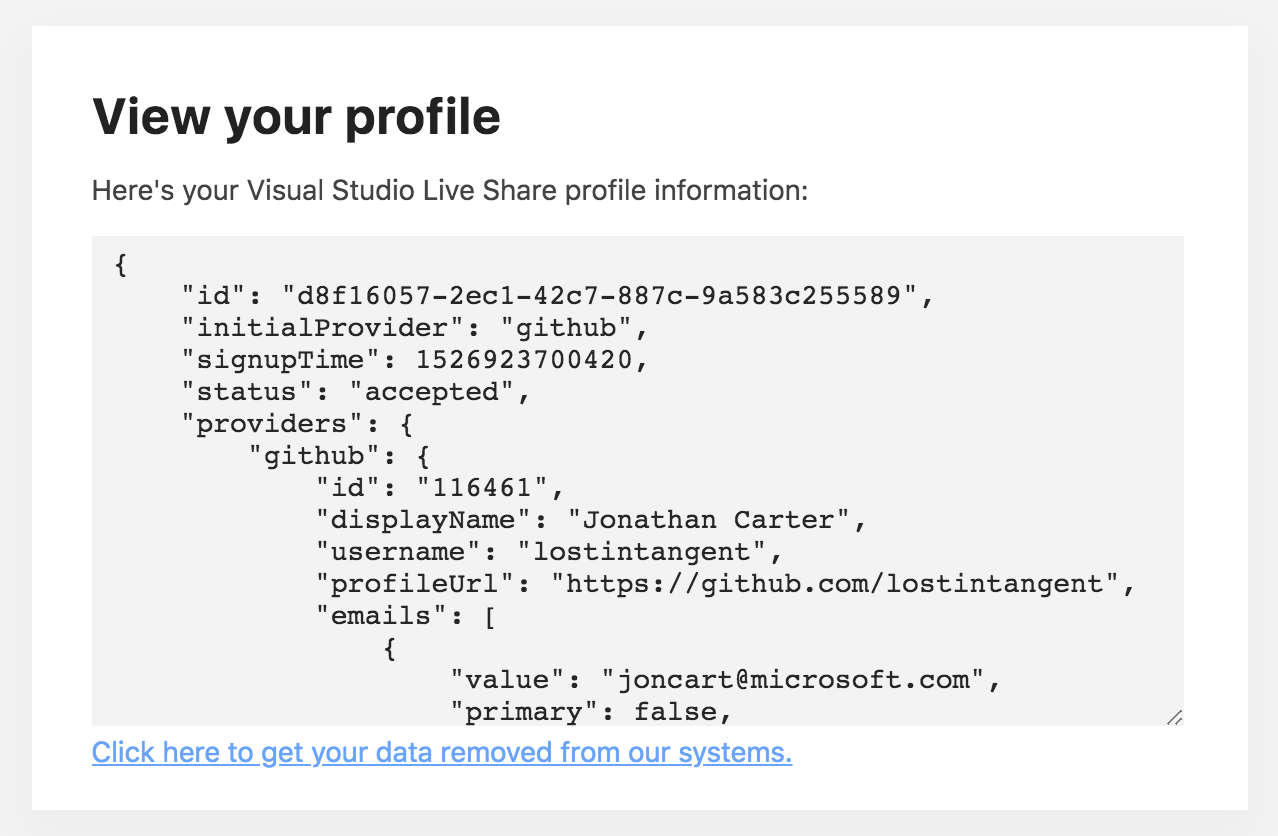 View your profile
Here's your Visual Studio Live Share profile information:
{
    "id": "d8f16057-2ec1-42c7-887c-9a583c255589",
    "initialProvider": "github",
    "signupTime": 1526923700420,
    "status": "accepted",
    "providers": {
        "github": {
            "id": "116461",
            "displayName": "Jonathan Carter",
            "username": "lostintangent",
            "profileUrl": "https://github.com/lostintangent",
            "emails": [
                {
                    "value": "joncart@microsoft.com",
                    "primary": false,
Click here to get your data removed from our systems.